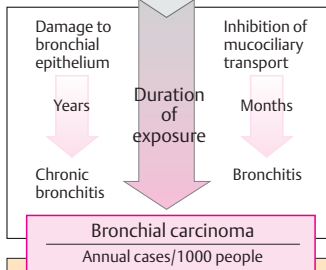 Damage to
bronchial
epithelium
Years
Chronic
bronchitis
Duration
of
exposure
Inhibition of
mucociliary
transport
Months
Bronchitis
Bronchial carcinoma
Annual cases/1000 people